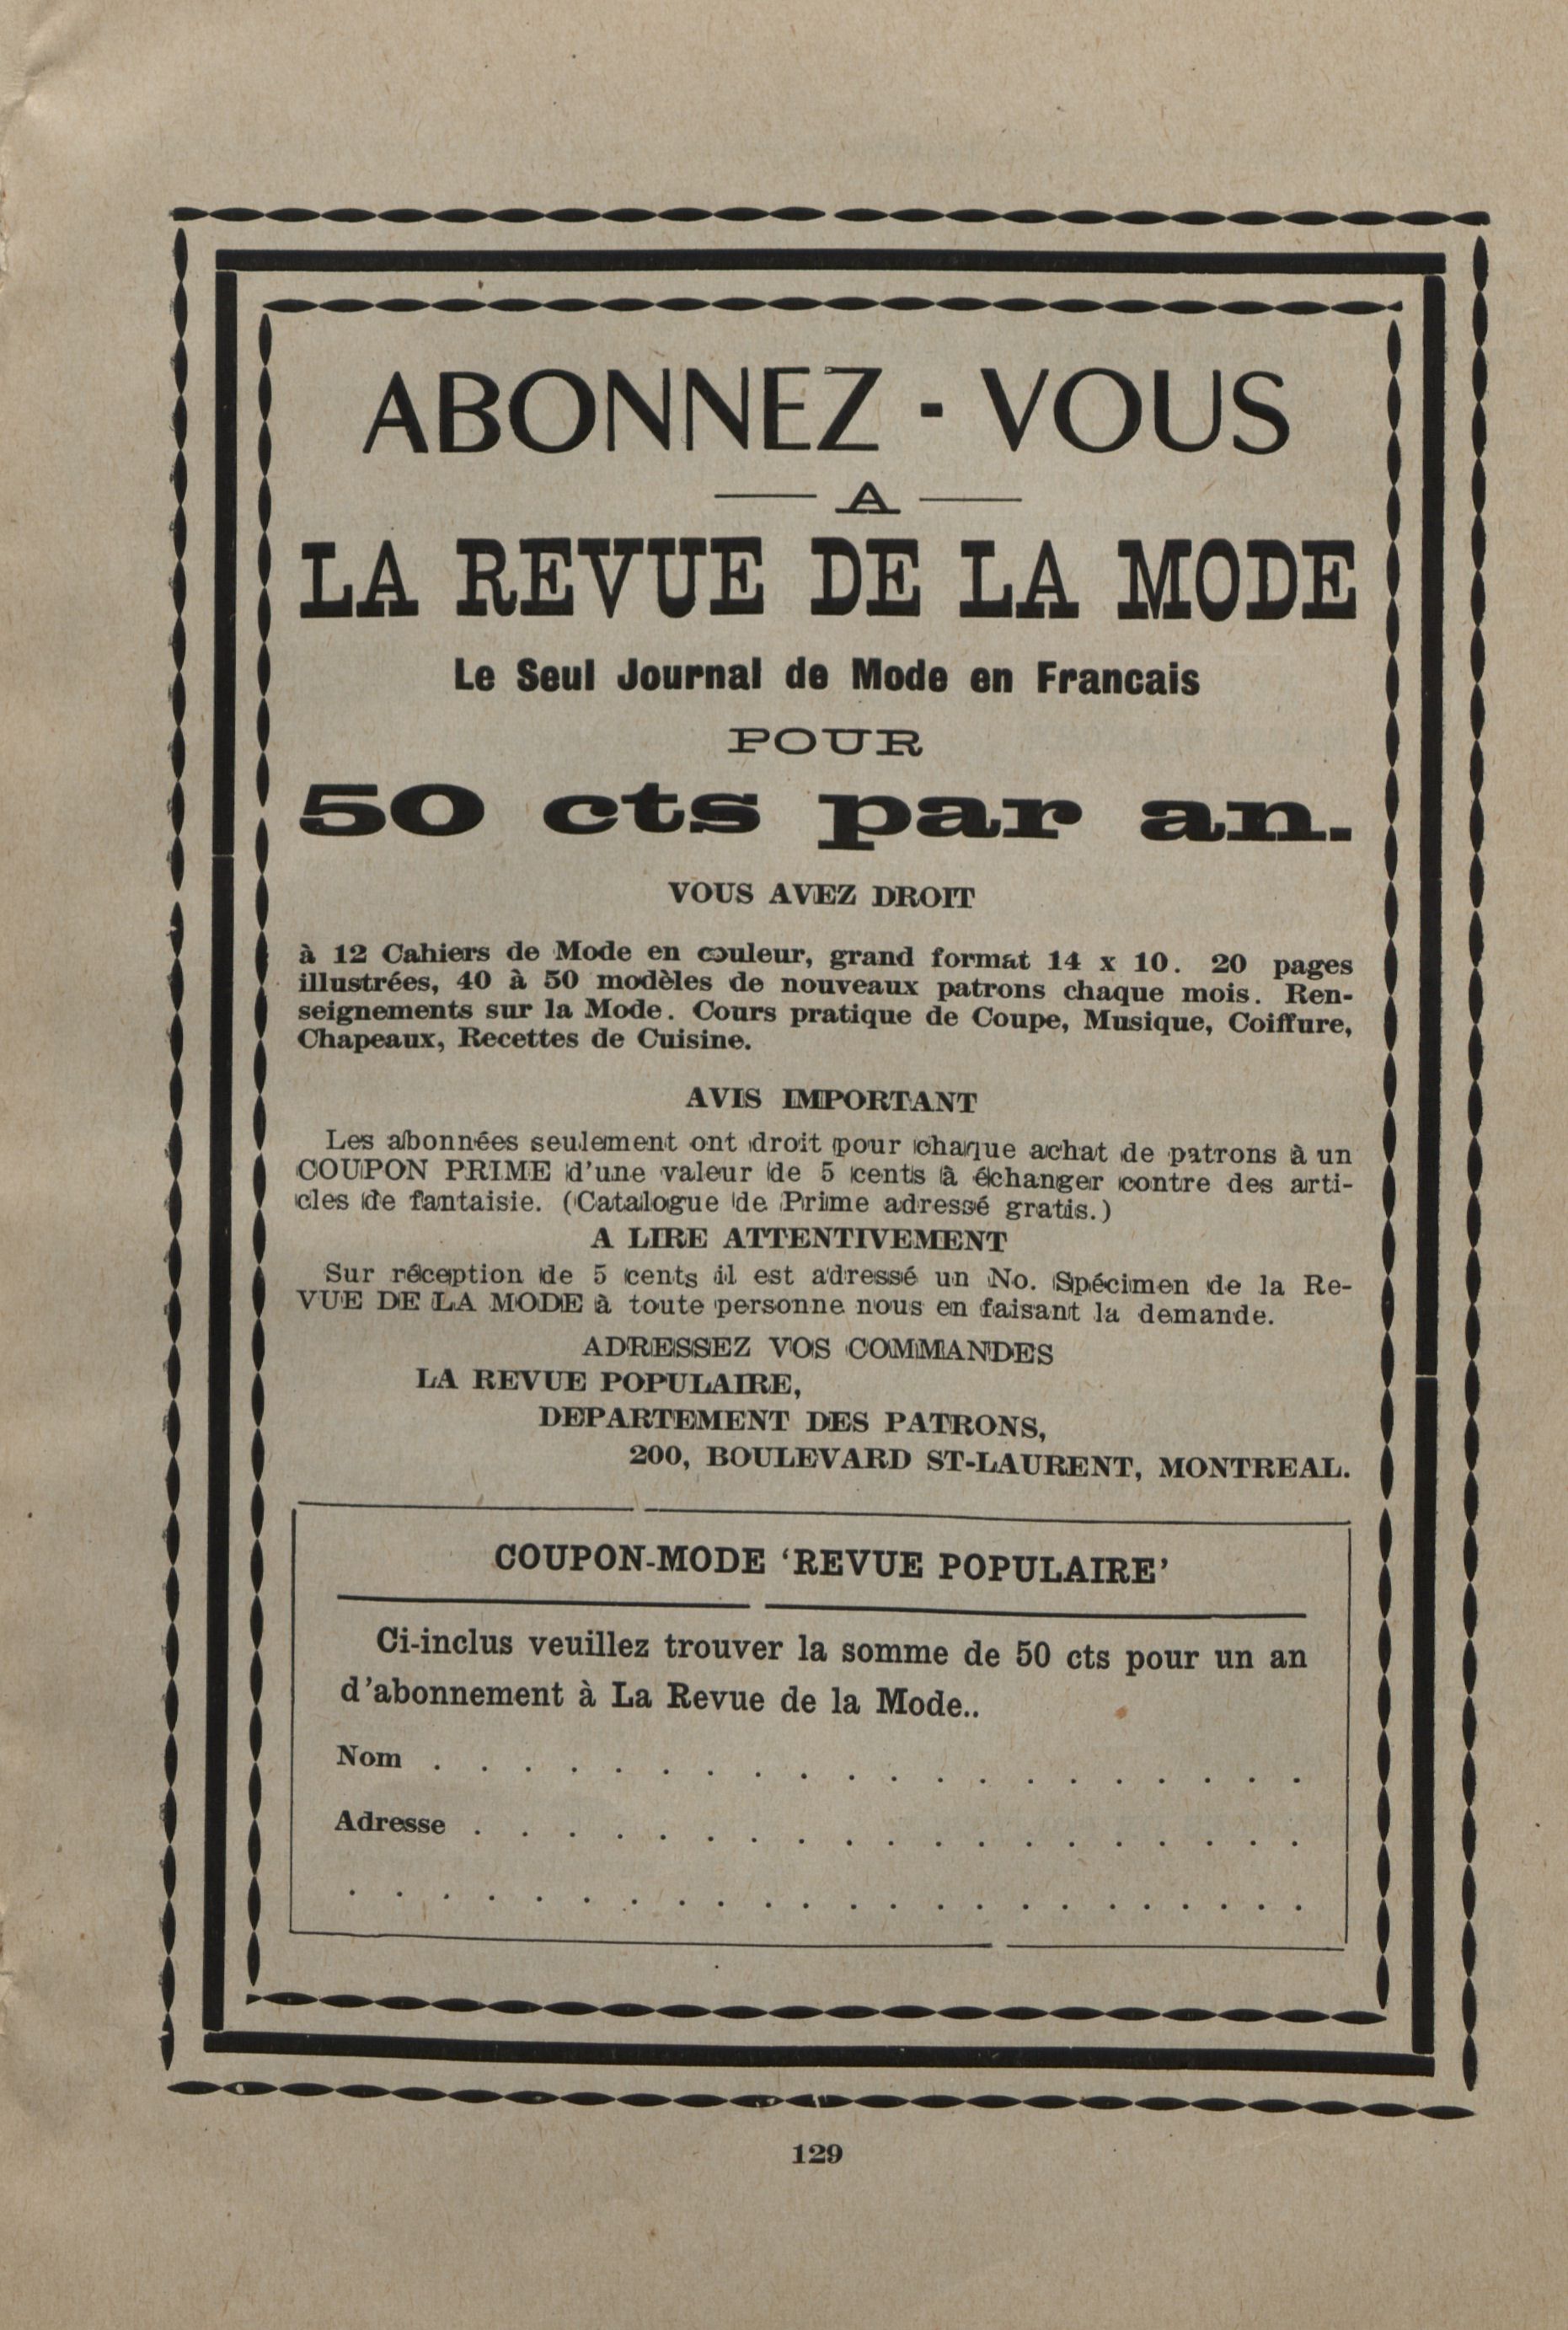 ABONNEZ - VOUS
A
LA REVUE DE LA MODE
Le Seul Journal de Mode en Francais
POUR
50 cts par an.
VOUS AVEZ DROIT
à 12 Cahiers de Mode en couleur, grand format 14 x 10. 20 pages
illustrées, 40 à 50 modèles de nouveaux patrons chaque mois. Ren-
seignements sur la Mode. Cours pratique de Coupe, Musique, Coiffure,
Chapeaux, Recettes de Cuisine.
AVIS IMPORTANT
Les abonnées seulement ont droit pour chaque achat de patrons à un
COUPON PRIME d'une valeur de 5 cents à échanger contre des arti-
cles de fantaisie. (Catalogue de Prime adressé gratis.)
A LIRE ATTENTIVEMENT
Sur réception de 5 cents il est adressé un No. Spécimen de la Re-
VUE DE LA MODE à toute personne nous en faisant la demande.
ADRESSEZ VOS COMMANDES
LA REVUE POPULAIRE,
DEPARTEMENT DES PATRONS,
200, BOULEVARD ST-LAURENT, MONTREAL.
COUPON-MODE 'REVUE POPULAIRE'
Ci-inclus veuillez trouver la somme de 50 cts pour un an
d'abonnement à La Revue de la Mode..
Nom . . . . . . . . . . . . . . . . . . . .
Adresse . . . . . . . . . . . . . . . . . . .
. . . . . . . . . . . . . . . . . . . . . .
129